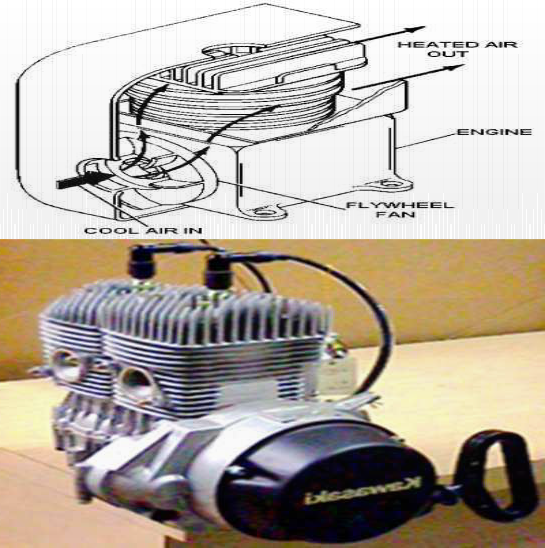 HEATED AIR
OUT
ENGINE
FLYWHEEL
FAN
COOL AIR IN
Kawasaki